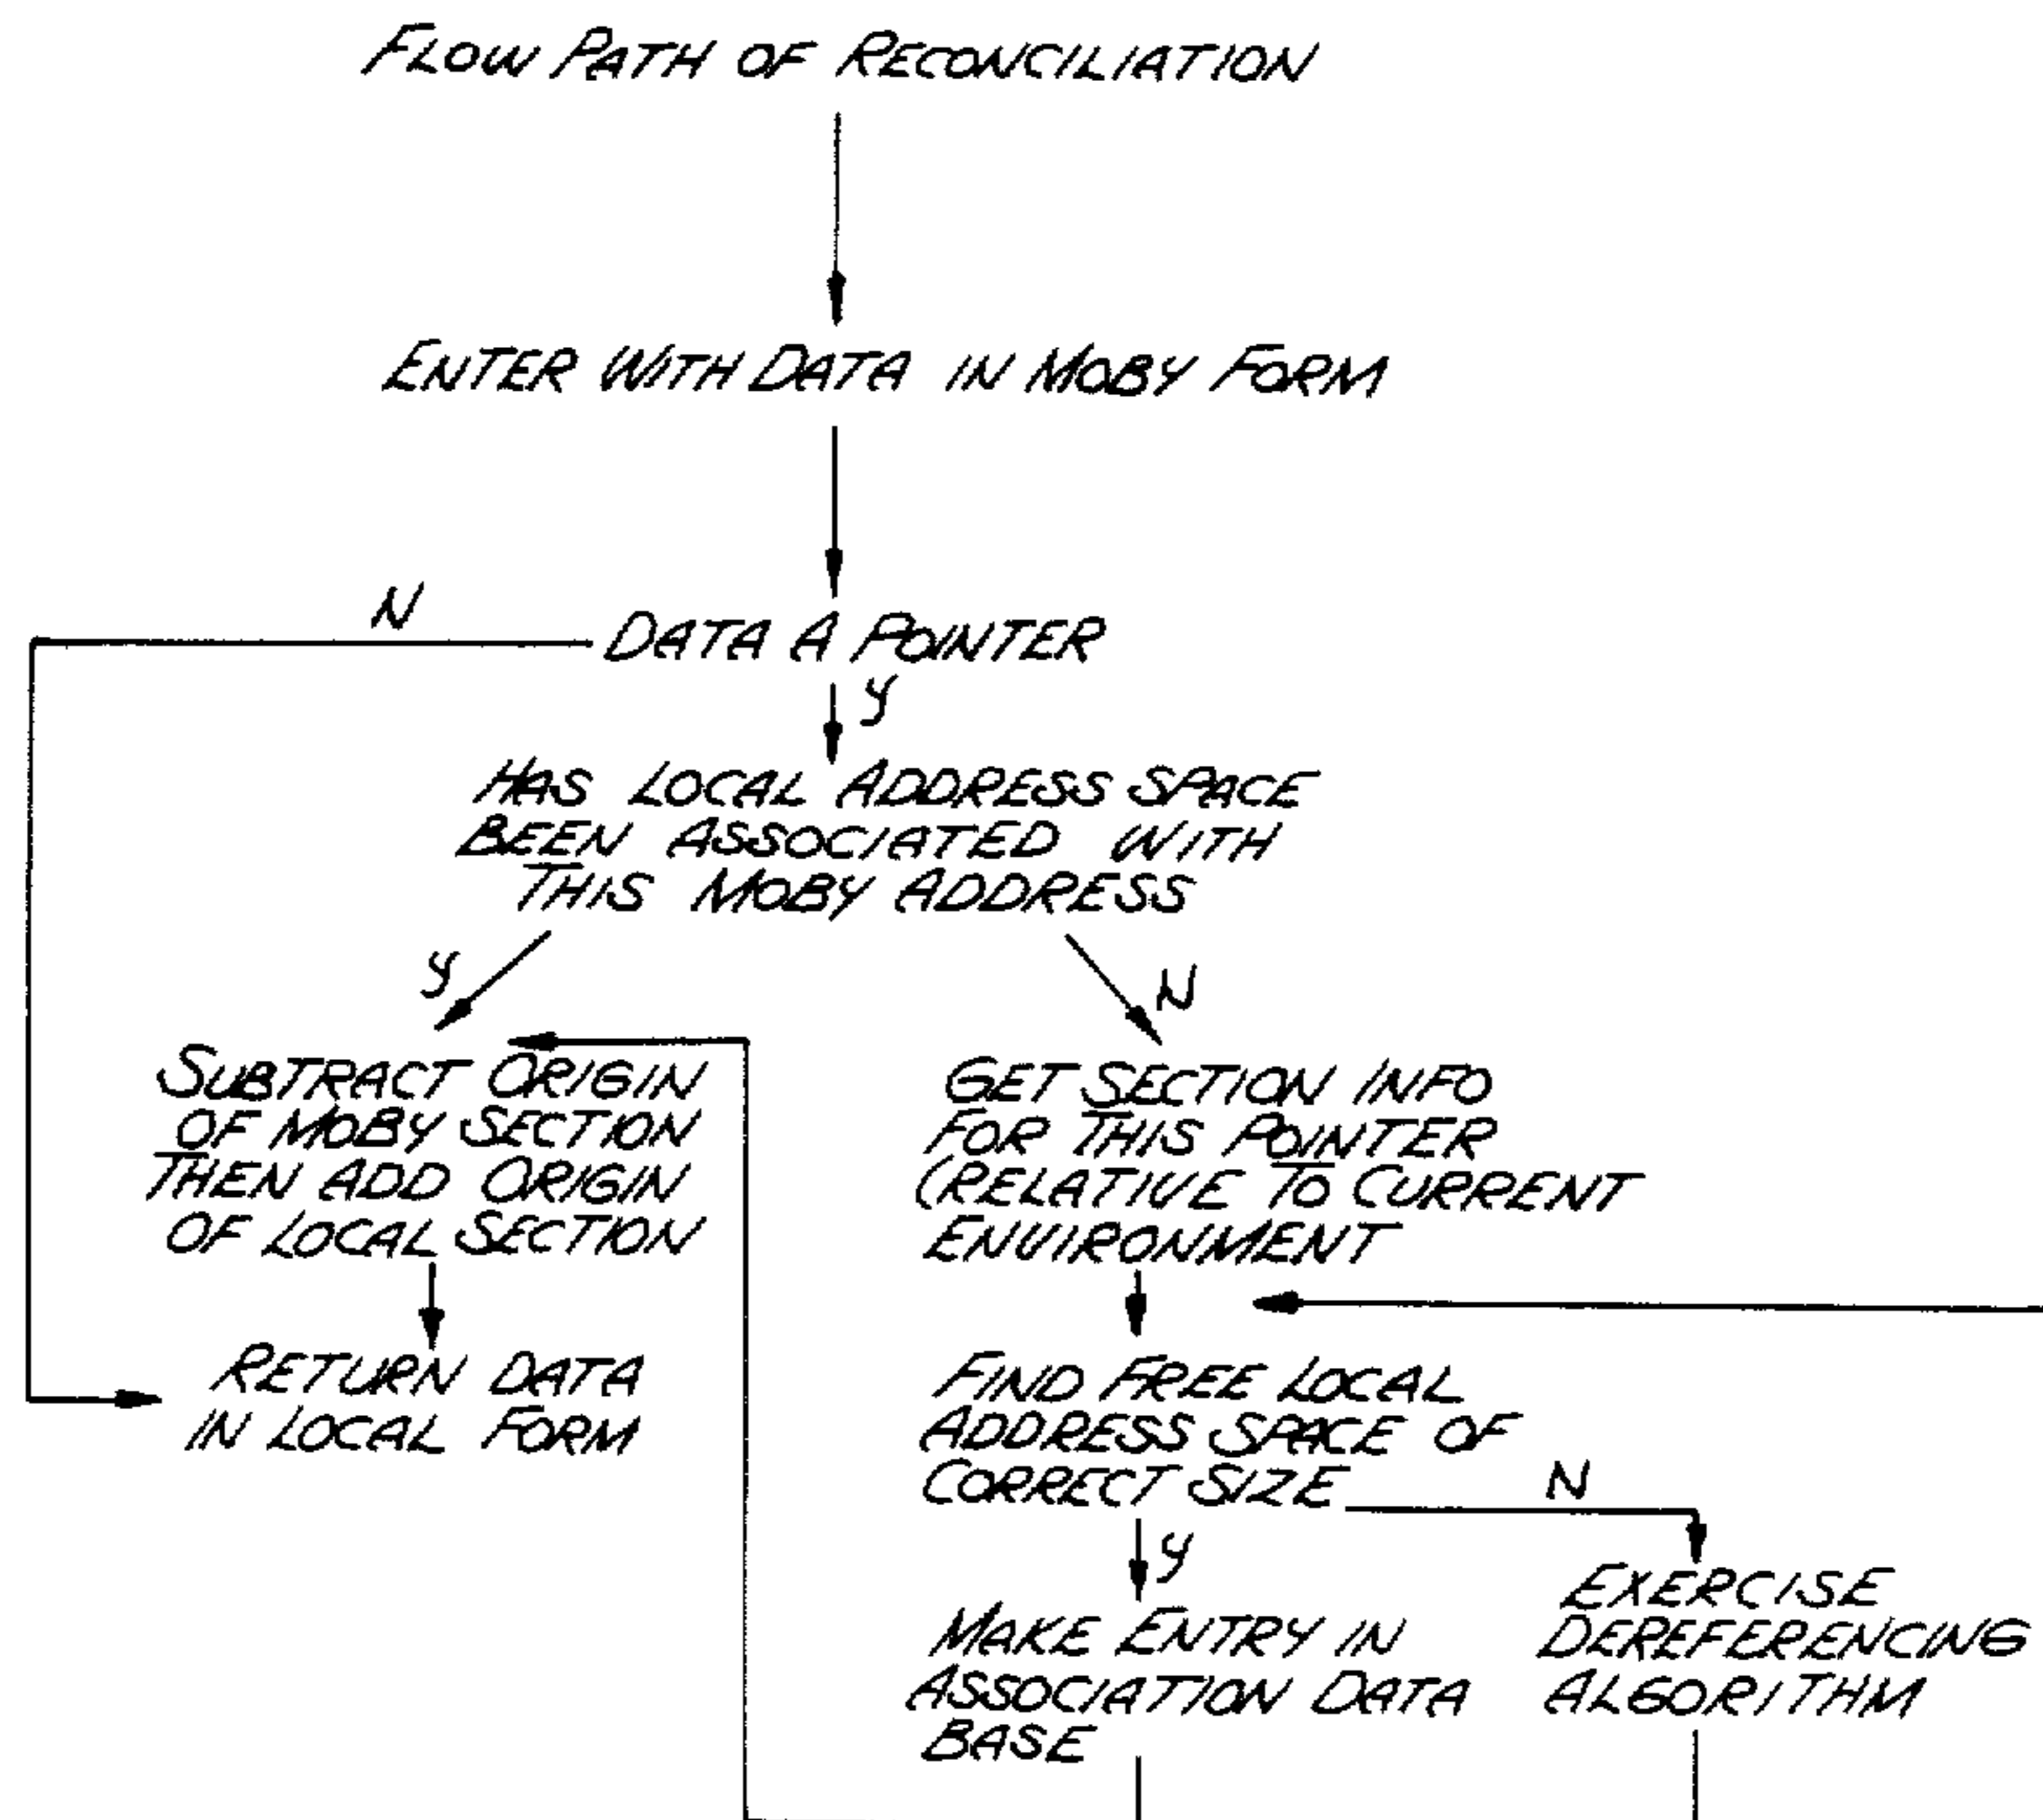 FLOW PATH OF RECONCILIATION
ENTER WITH DATA IN MOBY FORM
N
DATA A POINTER
Y
HAS LOCAL ADDRESS SPACE
BEEN ASSOCIATED WITH
THIS MOBY ADDRESS
Y
N
SUBTRACT ORIGIN
OF MOBY SECTION
THEN ADD ORIGIN
OF LOCAL SECTION
GET SECTION INFO
FOR THIS POINTER
(RELATIVE TO CURRENT
ENVIRONMENT
RETURN DATA
IN LOCAL FORM
FIND FREE LOCAL
ADDRESS SPACE OF
CORRECT SIZE
N
Y
MAKE ENTRY IN
ASSOCIATION DATA
BASE
EXERCISE
DEREFERENCING
ALGORITHM